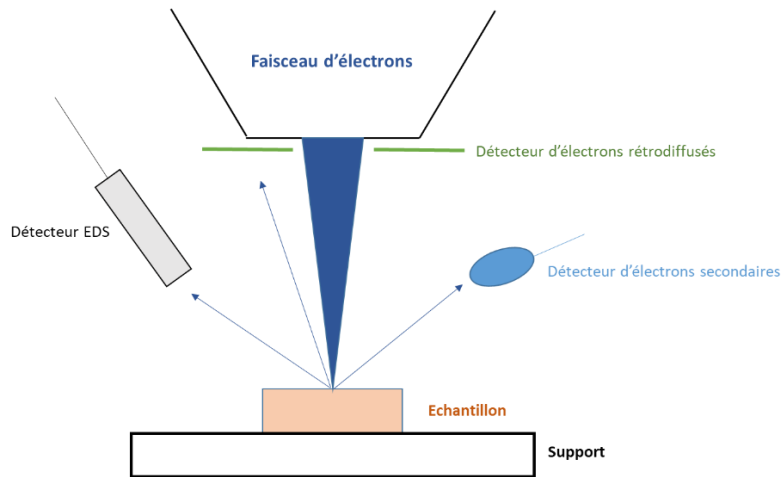 Faisceau d'électrons
Détecteur d'électrons rétrodiffusés
Détecteur EDS
Détecteur d'électrons secondaires
Echantillon
Support